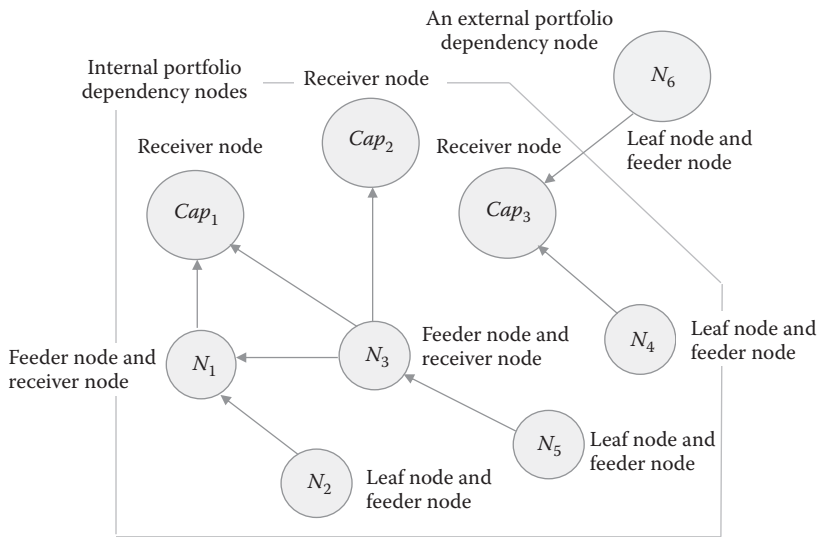 An external portfolio
dependency node
Internal portfolio
dependency nodes
Receiver node
N6
Cap2
Leaf node and
feeder node
Receiver node
Receiver node
Cap1
Cap3
N4
Leaf node and
feeder node
Feeder node and
receiver node
N3
Feeder node and
receiver node
N1
N5
Leaf node and
feeder node
N2
Leaf node and
feeder node